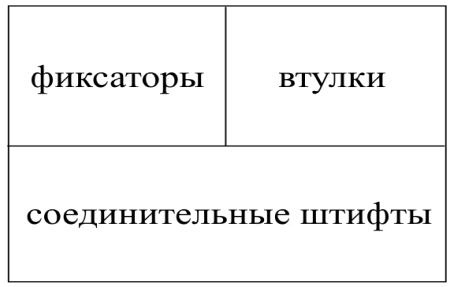 фиксаторы
втулки
соединительные штифты